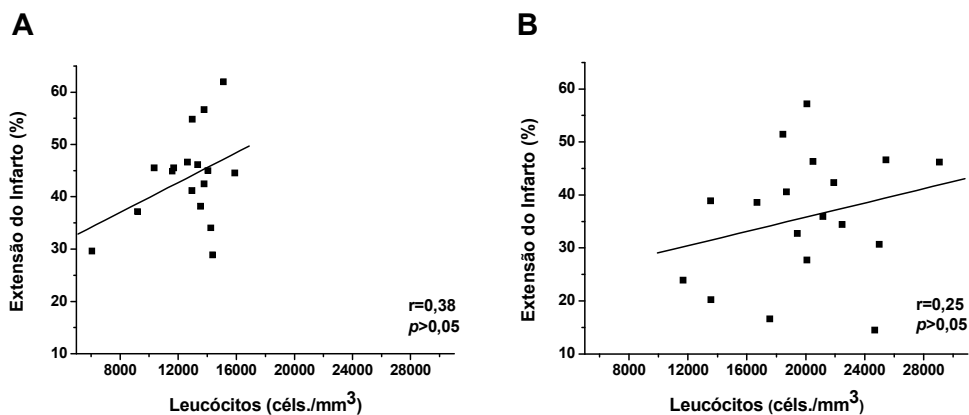 A
Extensão do Infarto (%)
60
50
40
30
20
10
r=0,38
p>0,05
8000 12000 16000 20000 24000 28000
Leucócitos (céls./mm³)
B
Extensão do Infarto (%)
60
50
40
30
20
10
r=0,25
p>0,05
8000 12000 16000 20000 24000 28000
Leucócitos (céls./mm³)